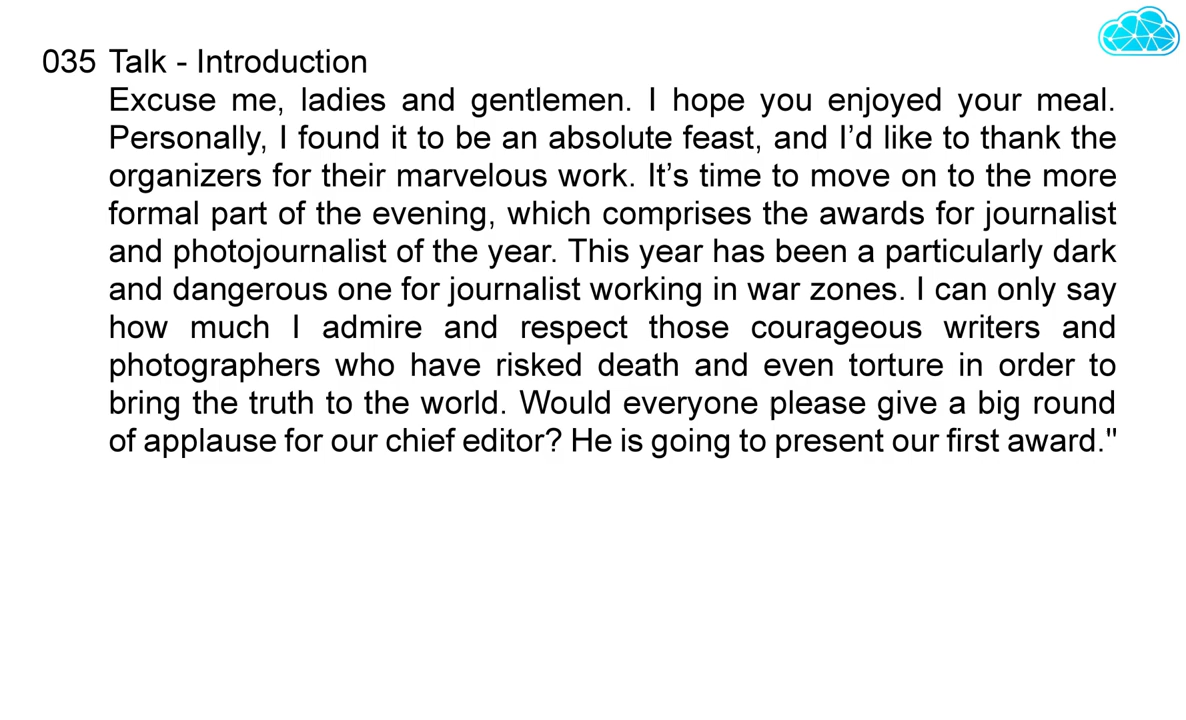 035 Talk - Introduction
Excuse me, ladies and gentlemen. I hope you enjoyed your meal.
Personally, I found it to be an absolute feast, and I’d like to thank the
organizers for their marvelous work. It’s time to move on to the more
formal part of the evening, which comprises the awards for journalist
and photojournalist of the year. This year has been a particularly dark
and dangerous one for journalist working in war zones. I can only say
how much I admire and respect those courageous writers and
photographers who have risked death and even torture in order to
bring the truth to the world. Would everyone please give a big round
of applause for our chief editor? He is going to present our first award."